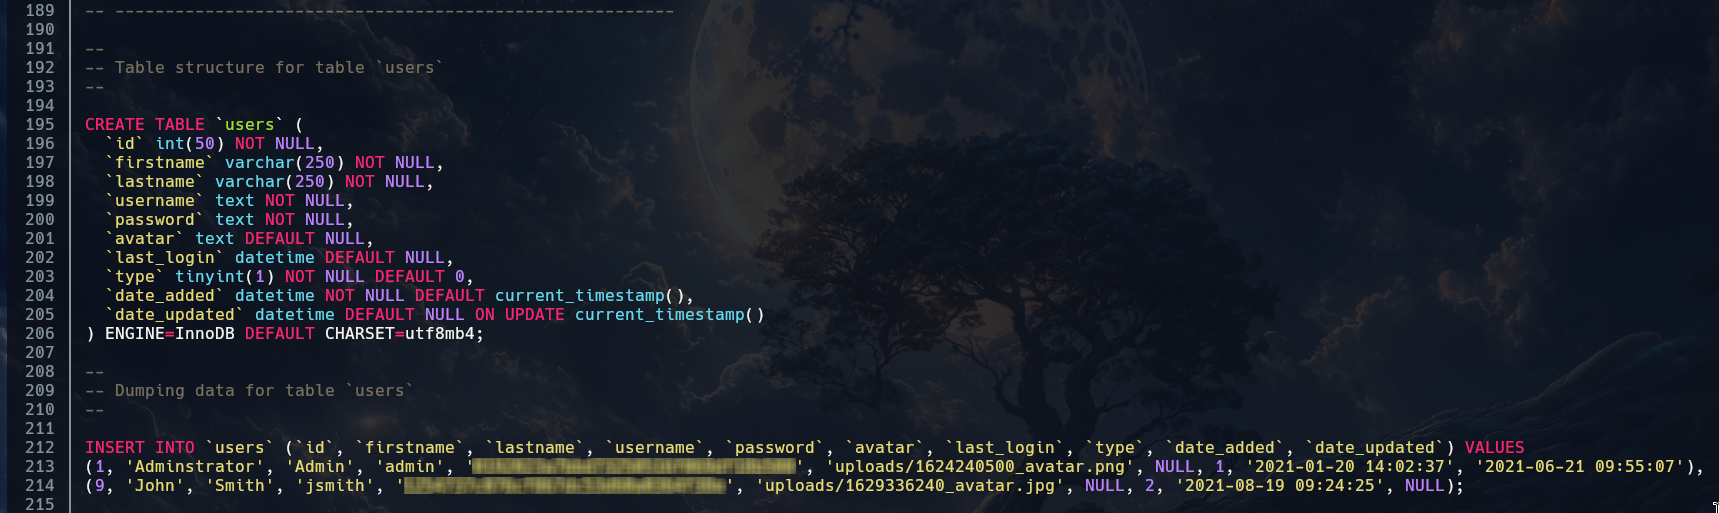 189 -- --------------------------------------------------------
190
191 --
192 -- Table structure for table `users`
193 --
194
195 CREATE TABLE `users` (
196   `id` int(50) NOT NULL,
197   `firstname` varchar(250) NOT NULL,
198   `lastname` varchar(250) NOT NULL,
199   `username` text NOT NULL,
200   `password` text NOT NULL,
201   `avatar` text DEFAULT NULL,
202   `last_login` datetime DEFAULT NULL,
203   `type` tinyint(1) NOT NULL DEFAULT 0,
204   `date_added` datetime NOT NULL DEFAULT current_timestamp(),
205   `date_updated` datetime DEFAULT NULL ON UPDATE current_timestamp()
206 ) ENGINE=InnoDB DEFAULT CHARSET=utf8mb4;
207
208 --
209 -- Dumping data for table `users`
210 --
211
212 INSERT INTO `users` (`id`, `firstname`, `lastname`, `username`, `password`, `avatar`, `last_login`, `type`, `date_added`, `date_updated`) VALUES
213 (1, 'Adminstrator', 'Admin', 'admin', '', 'uploads/1624240500_avatar.png', NULL, 1, '2021-01-20 14:02:37', '2021-06-21 09:55:07'),
214 (9, 'John', 'Smith', 'jsmith', '', 'uploads/1629336240_avatar.jpg', NULL, 2, '2021-08-19 09:24:25', NULL);
215